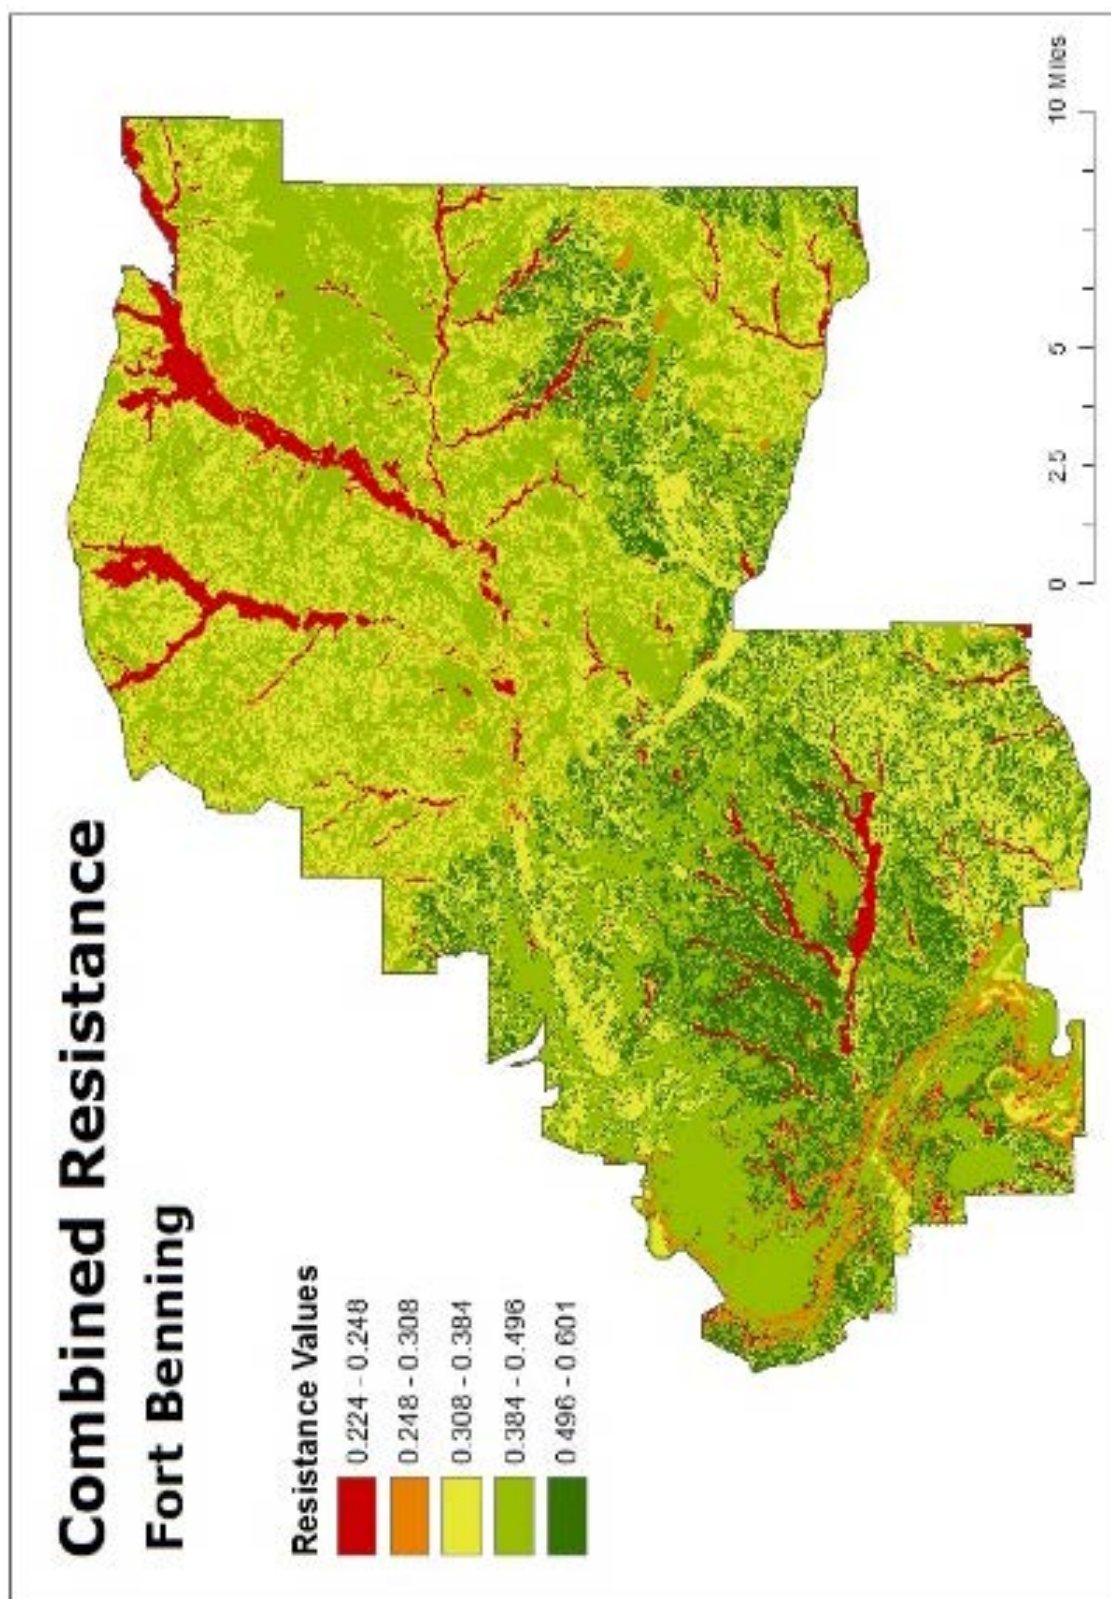 Combined Resistance
Fort Benning
Resistance Values
0.224 - 0.248
0.248 - 0.308
0.308 - 0.384
0.384 - 0.496
0.496 - 0.601
0 2.5 5 10 Miles